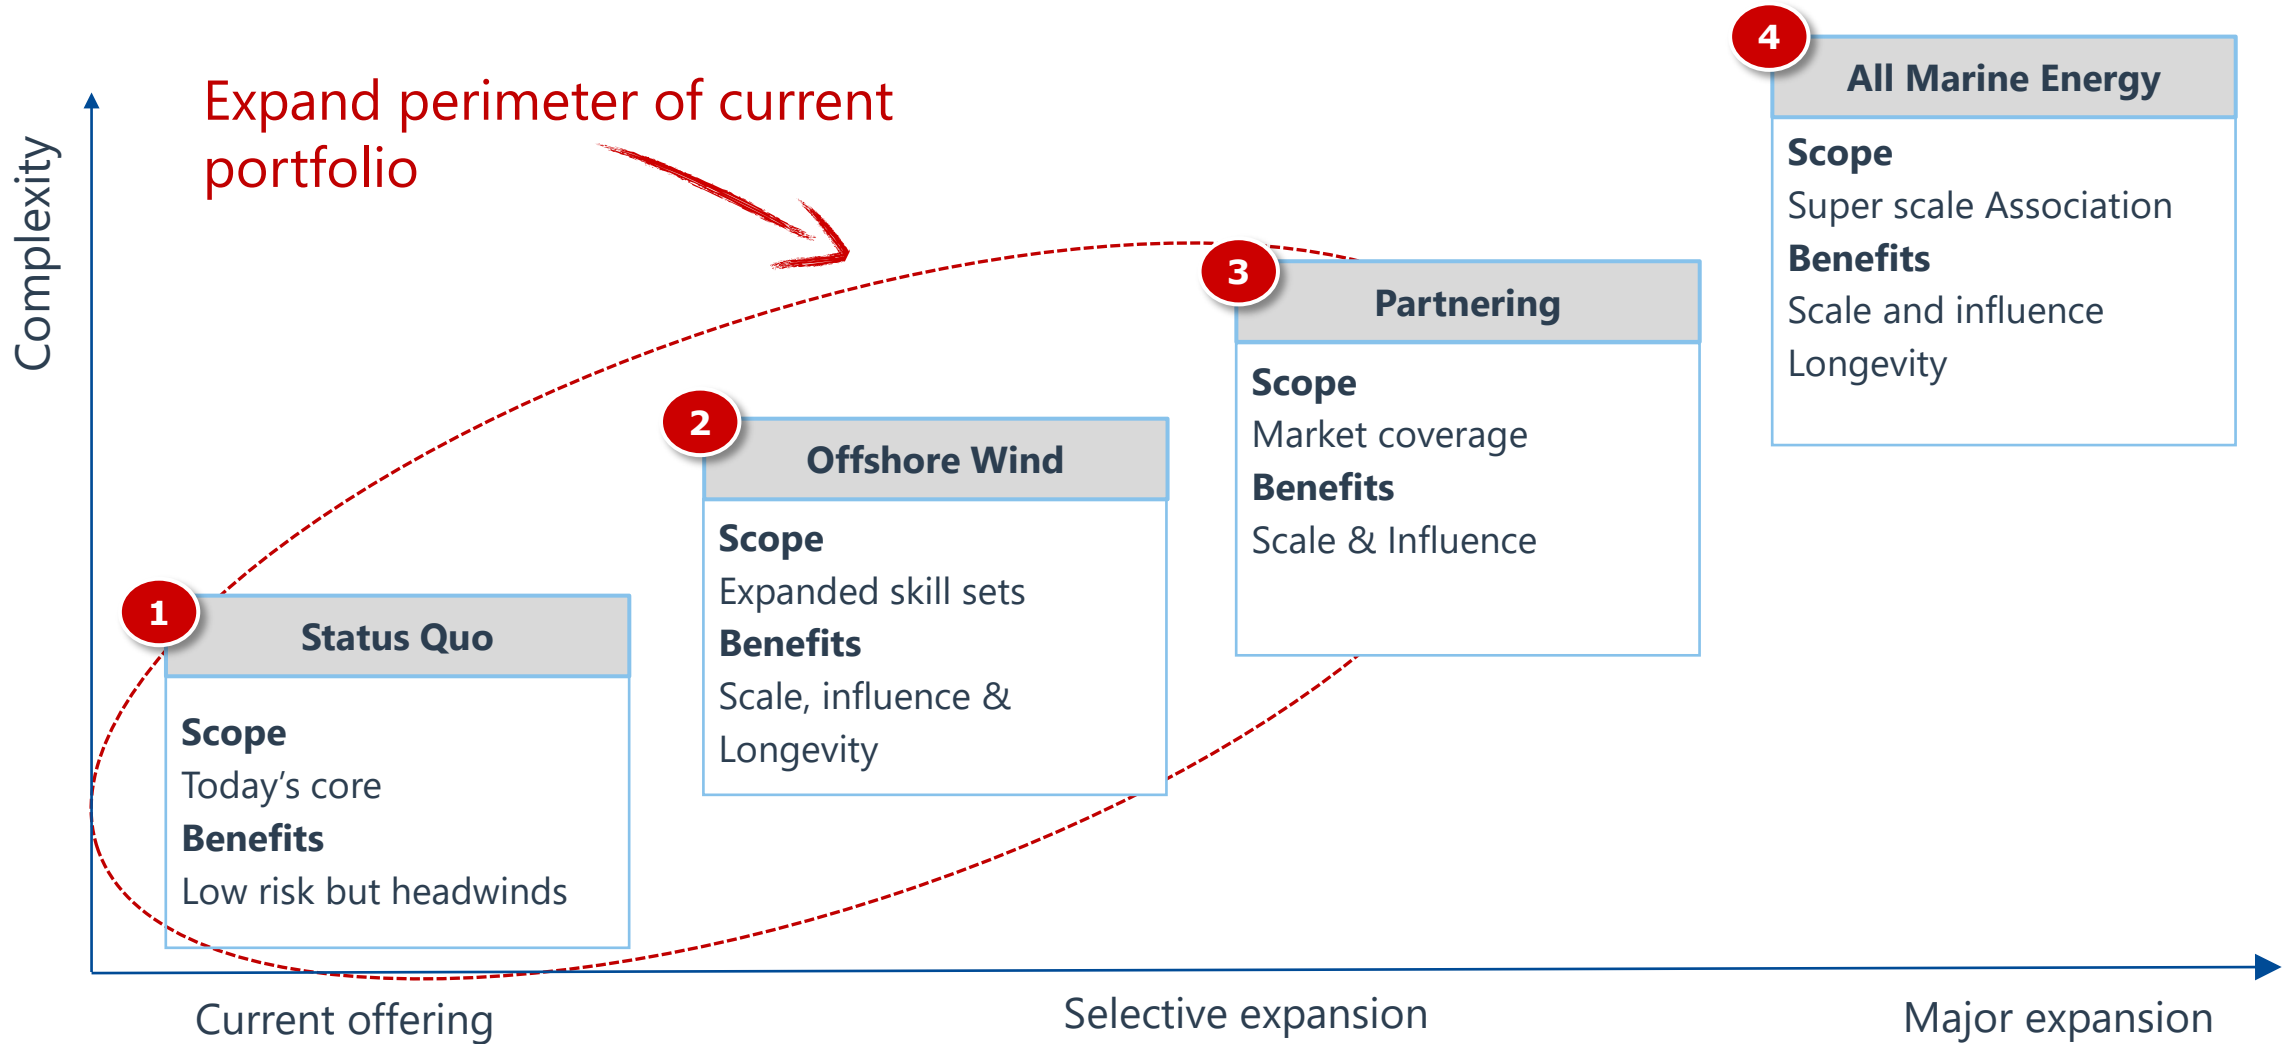 Expand perimeter of current
portfolio
Complexity
1
Status Quo
Scope
Today’s core
Benefits
Low risk but headwinds
2
Offshore Wind
Scope
Expanded skill sets
Benefits
Scale, influence &
Longevity
3
Partnering
Scope
Market coverage
Benefits
Scale & Influence
4
All Marine Energy
Scope
Super scale Association
Benefits
Scale and influence
Longevity
Current offering
Selective expansion
Major expansion